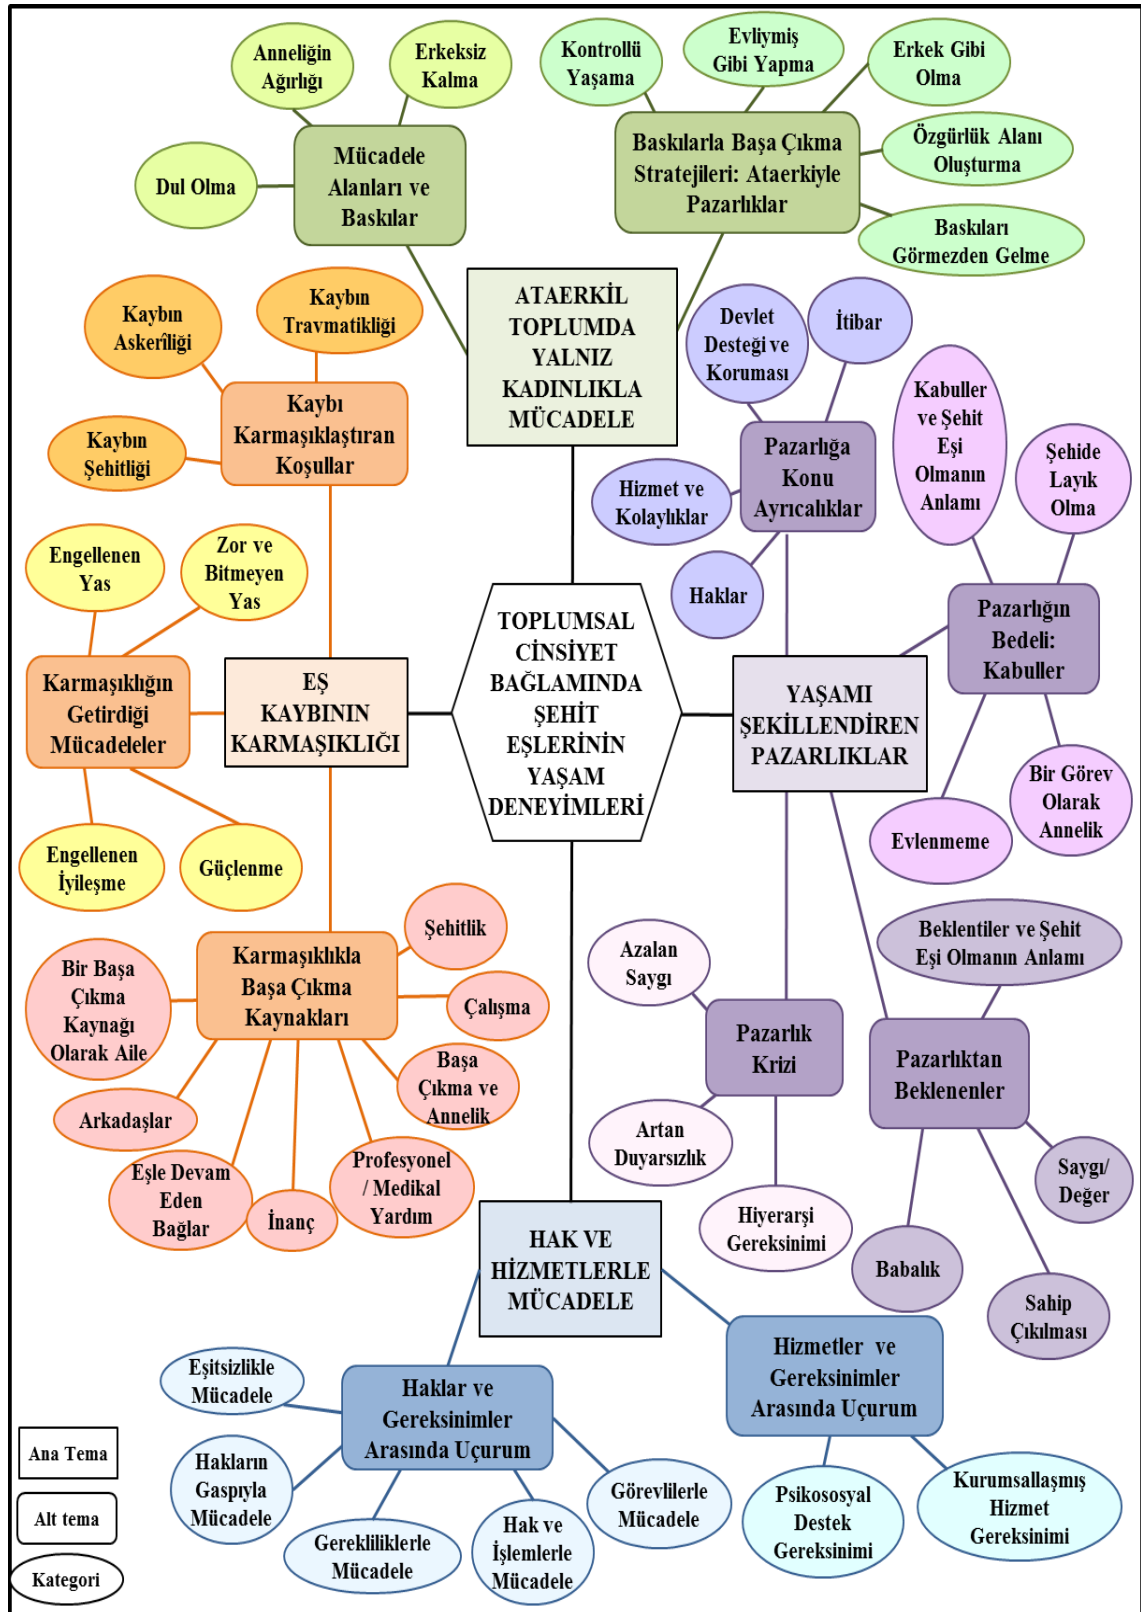 Anneliğin
Ağırlığı
Erkeksiz
Kalma
Dul Olma
Mücadele
Alanları ve
Baskılar
Kontrollü
Yaşama
Evliymiş
Gibi Yapma
Erkek Gibi
Olma
Baskılarla Başa Çıkma
Stratejileri: Ataerkiyle
Pazarlıklar
Özgürlük Alanı
Oluşturma
Baskıları
Görmezden Gelme
ATAERKİL
TOPLUMDA
YALNIZ
KADINLIKLA
MÜCADELE
Kaybın
Askerîliği
Kaybın
Travmatikliği
Kaybın
Şehitliği
Kaybı
Karmaşıklaştıran
Koşullar
Devlet
Desteği ve
Koruması
İtibar
Hizmet ve
Kolaylıklar
Haklar
Pazarlığa
Konu
Ayrıcalıklar
Kabuller
ve Şehit
Eşi
Olmanın
Anlamı
Şehide
Layık
Olma
Pazarlığın
Bedeli:
Kabuller
Evlenmeme
Bir Görev
Olarak
Annelik
Engellenen
Yas
Zor ve
Bitmeyen
Yas
Karmaşıklığın
Getirdiği
Mücadeleler
Engellenen
İyileşme
Güçlenme
EŞ
KAYBININ
KARMAŞIKLIĞI
TOPLUMSAL
CİNSİYET
BAĞLAMINDA
ŞEHİT
EŞLERİNİN
YAŞAM
DENEYİMLERİ
YAŞAMI
ŞEKİLLENDİREN
PAZARLIKLAR
Bir Başa
Çıkma
Kaynağı
Olarak Aile
Karmaşıklıkla
Başa Çıkma
Kaynakları
Şehitlik
Çalışma
Başa
Çıkma ve
Annelik
Arkadaşlar
Eşle Devam
Eden
Bağlar
İnanç
Profesyonel
/ Medikal
Yardım
Azalan
Saygı
Pazarlık
Krizi
Artan
Duyarsızlık
Hiyerarşi
Gereksinimi
Beklentiler ve Şehit
Eşi Olmanın Anlamı
Pazarlıktan
Beklenenler
Saygı/
Değer
Babalık
Sahip
Çıkılması
HAK VE
HİZMETLERLE
MÜCADELE
Eşitsizlikle
Mücadele
Hakların
Gaspıyla
Mücadele
Haklar ve
Gereksinimler
Arasında Uçurum
Gerekliliklerle
Mücadele
Hak ve
İşlemlerle
Mücadele
Görevlilerle
Mücadele
Hizmetler ve
Gereksinimler
Arasında Uçurum
Psikososyal
Destek
Gereksinimi
Kurumsallaşmış
Hizmet
Gereksinimi
Ana Tema
Alt tema
Kategori